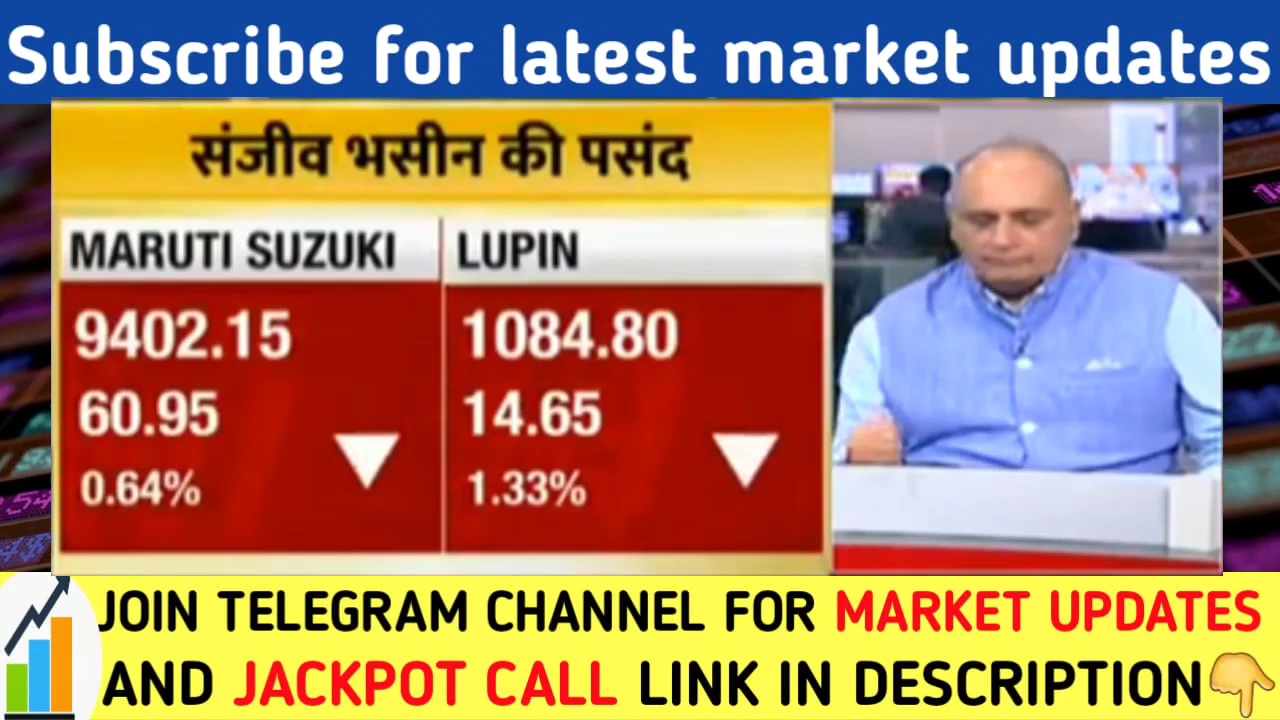 Subscribe for latest market updates
संजीव भसीन की पसंद
MARUTI SUZUKI LUPIN
9402.15 1084.80
60.95 14.65
0.64% 1.33%
JOIN TELEGRAM CHANNEL FOR MARKET UPDATES
AND JACKPOT CALL LINK IN DESCRIPTION